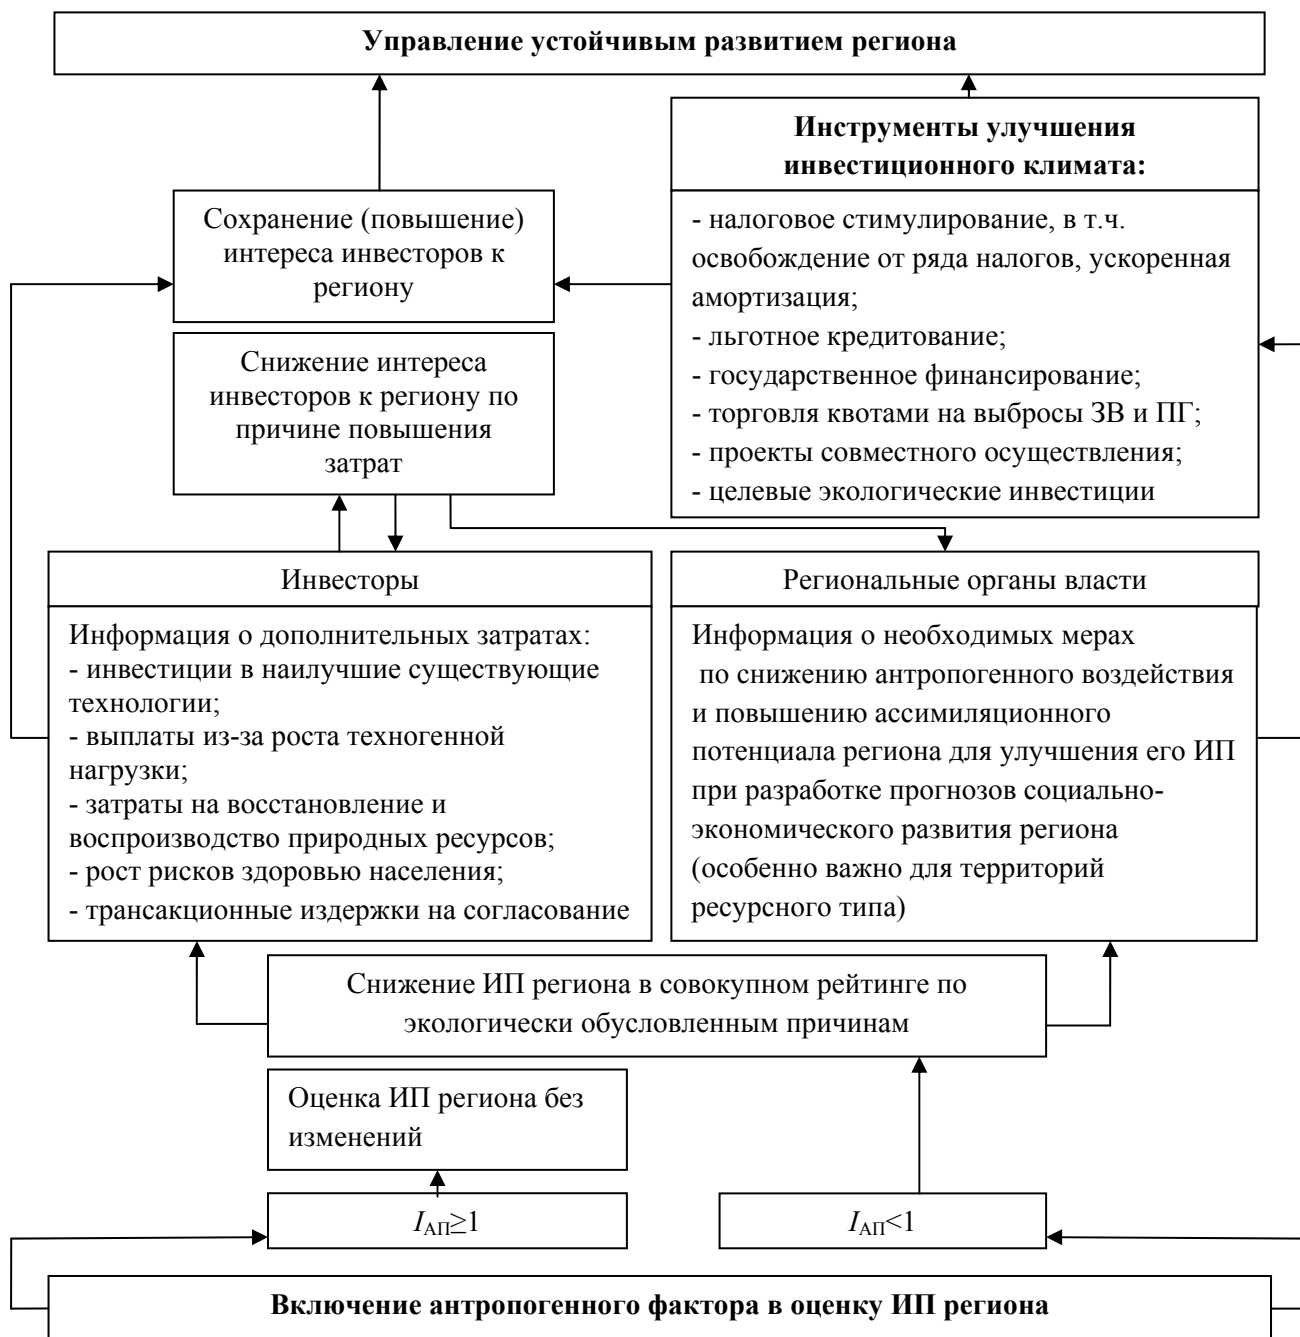 Управление устойчивым развитием региона
Инструменты улучшения
инвестиционного климата:
- налоговое стимулирование, в т.ч.
освобождение от ряда налогов, ускоренная
амортизация;
- льготное кредитование;
- государственное финансирование;
- торговля квотами на выбросы ЗВ и ПГ;
- проекты совместного осуществления;
- целевые экологические инвестиции
Сохранение (повышение)
интереса инвесторов к
региону
Снижение интереса
инвесторов к региону по
причине повышения
затрат
Инвесторы
Информация о дополнительных затратах:
- инвестиции в наилучшие существующие
технологии;
- выплаты из-за роста техногенной
нагрузки;
- затраты на восстановление и
воспроизводство природных ресурсов;
- рост рисков здоровью населения;
- трансакционные издержки на согласование
Региональные органы власти
Информация о необходимых мерах
по снижению антропогенного воздействия
и повышению ассимиляционного
потенциала региона для улучшения его ИП
при разработке прогнозов социально-
экономического развития региона
(особенно важно для территорий
ресурсного типа)
Снижение ИП региона в совокупном рейтинге по
экологически обусловленным причинам
Оценка ИП региона без
изменений
I_АП≥1
I_АП<1
Включение антропогенного фактора в оценку ИП региона